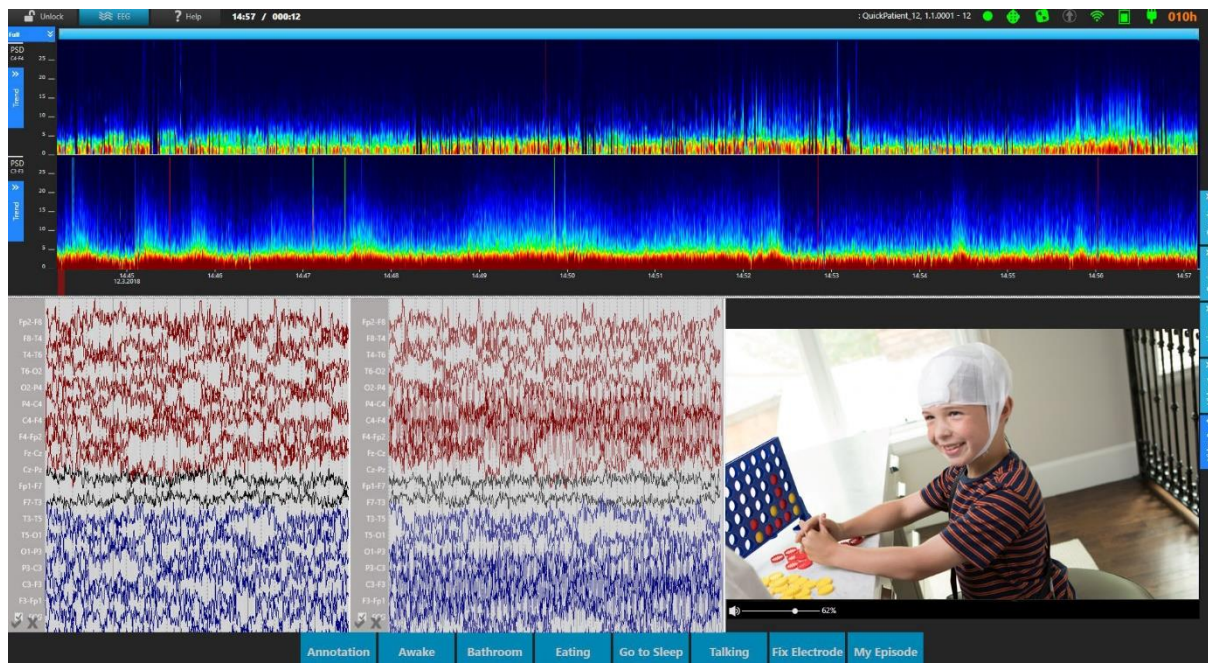 Unlock EEG ? Help 14:57 / 000:12 : QuickPatient_12, 1.1.0001 - 12 010h
Full
PSD
C4-F4
25
20
15
10
5
0
Trend
PSD
C3-F3
25
20
15
10
5
0
Trend
14:45 14:46 14:47 14:48 14:49 14:50 14:51 14:52 14:53 14:54 14:55 14:56 14:57
12.3.2018
Fp2-F8 Fp2-F8
F8-T4 F8-T4
T4-T6 T4-T6
T6-O2 T6-O2
O2-P4 O2-P4
P4-C4 P4-C4
C4-F4 C4-F4
F4-Fp2 F4-Fp2
Fz-Cz Fz-Cz
Cz-Pz Cz-Pz
Fp1-F7 Fp1-F7
F7-T3 F7-T3
T3-T5 T3-T5
T5-O1 T5-O1
O1-P3 O1-P3
P3-C3 P3-C3
C3-F3 C3-F3
F3-Fp1 F3-Fp1
62%
Annotation Awake Bathroom Eating Go to Sleep Talking Fix Electrode My Episode